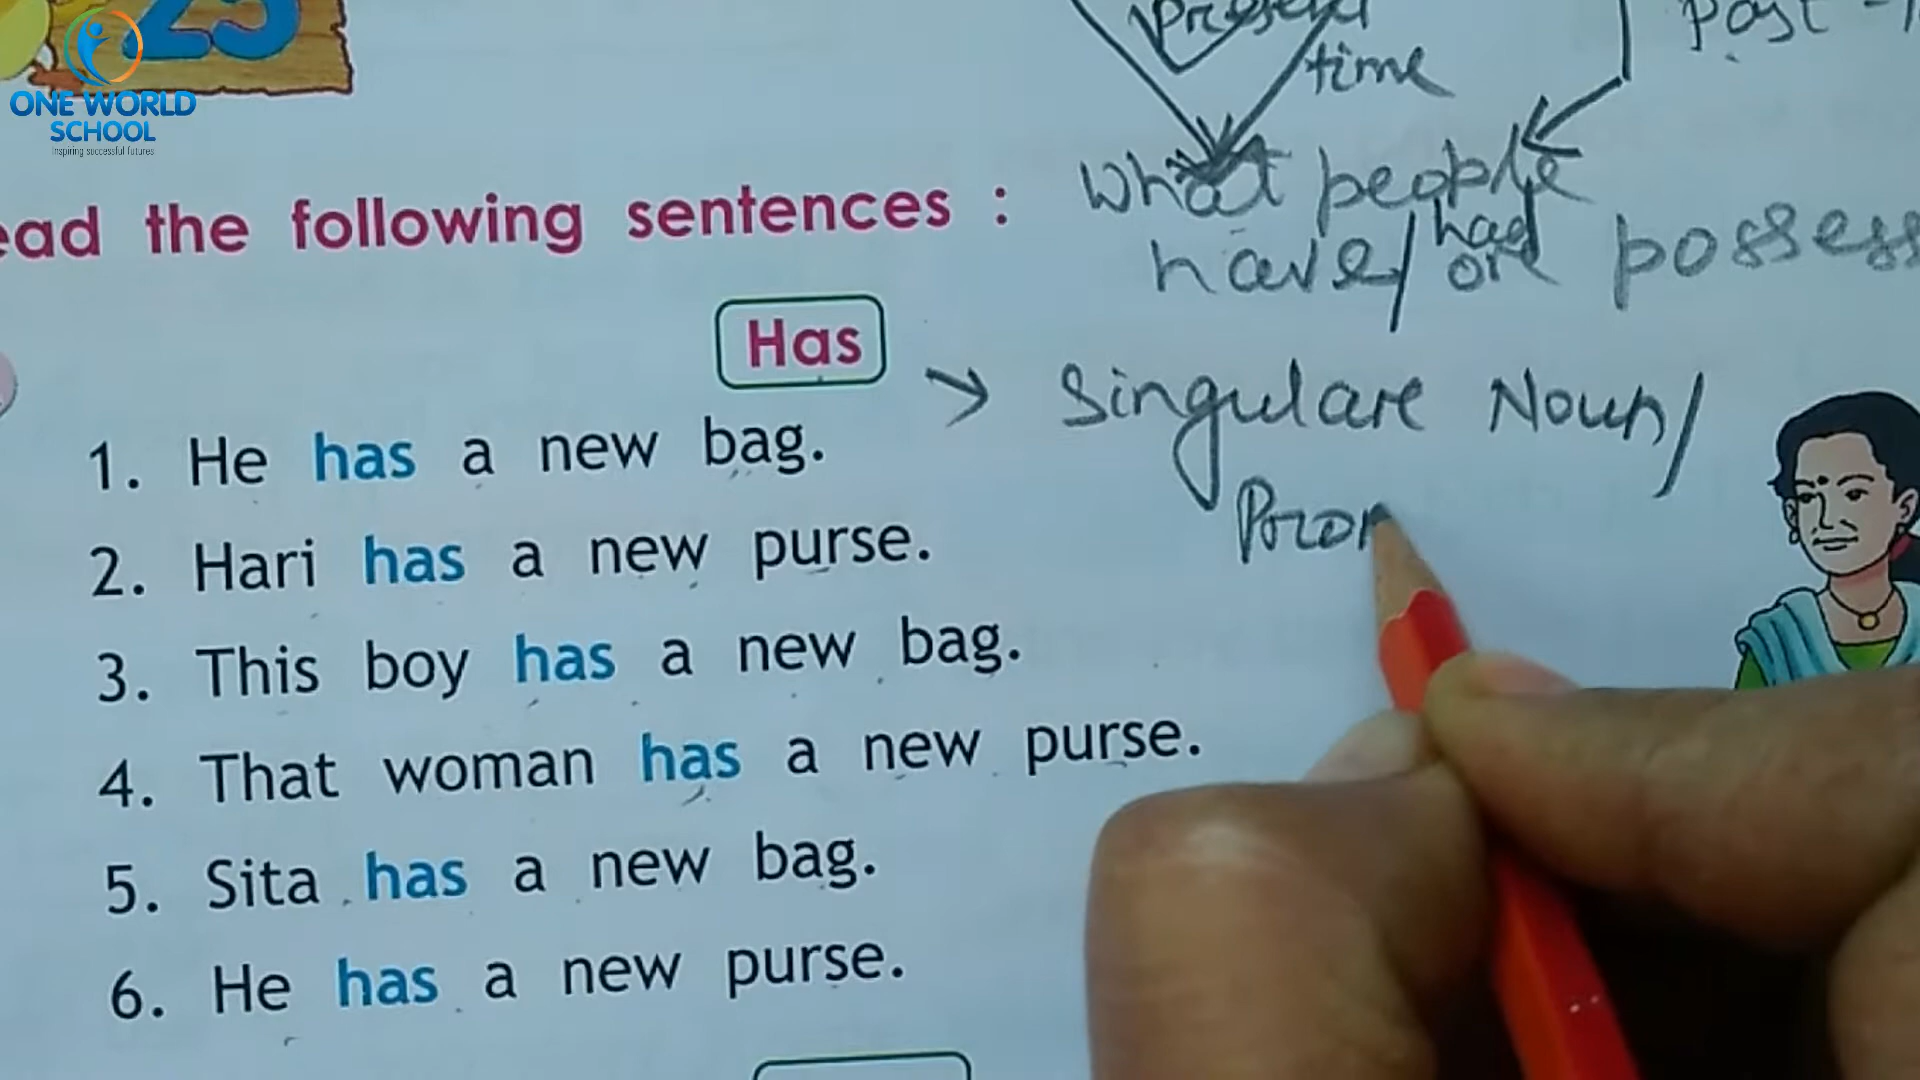 23
ONE WORLD
SCHOOL
Inspiring successful futures
Present
time
Past -
What people
have/had
or possess
ead the following sentences :
Has
Singulare Noun/
Pron
1. He has a new bag.
2. Hari has a new purse.
3. This boy has a new bag.
4. That woman has a new purse.
5. Sita has a new bag.
6. He has a new purse.